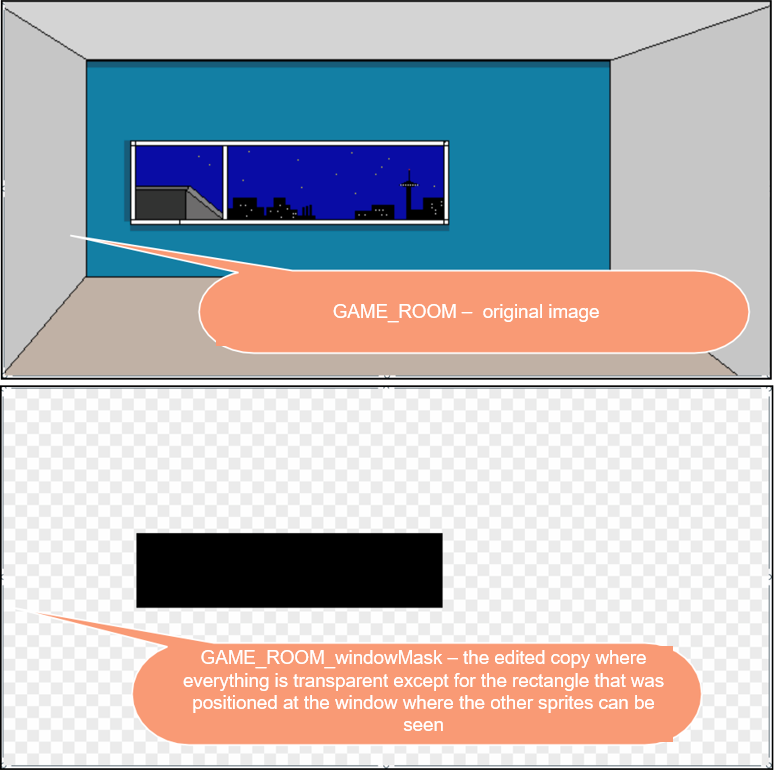 GAME_ROOM – original image
GAME_ROOM_windowMask – the edited copy where
everything is transparent except for the rectangle that was
positioned at the window where the other sprites can be
seen